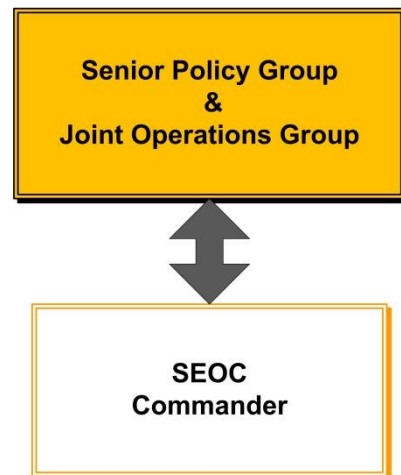 Senior Policy Group
&
Joint Operations Group
SEOC
Commander